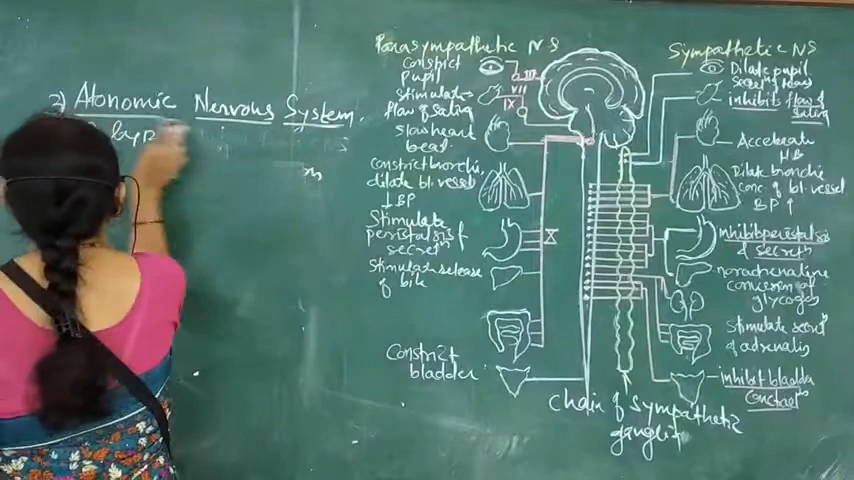 2) Atonomic Nervous System.
Parasympathetic NS
Constrict
pupil
Stimulate
flow of Saliva
Slow heart
beat
Constrict bronchi,
dilate bl. vessel
↓BP
Stimulate
peristalsis &
secretn
Stimulate release
of bile
Constrict
bladder
III
VII
IX
X
Sympathetic NS
Dilate pupil
inhibits flow of
Saliva
Accelerate
HB
Dilate bronchi
Conc of bl. vessel
BP ↑
Inhibit peristalsis
& secretn
noradrenaline
Conversion of
glycogen
Stimulate secretn
of adrenalin
inhibit bladder
Chain of Sympathetic
ganglia